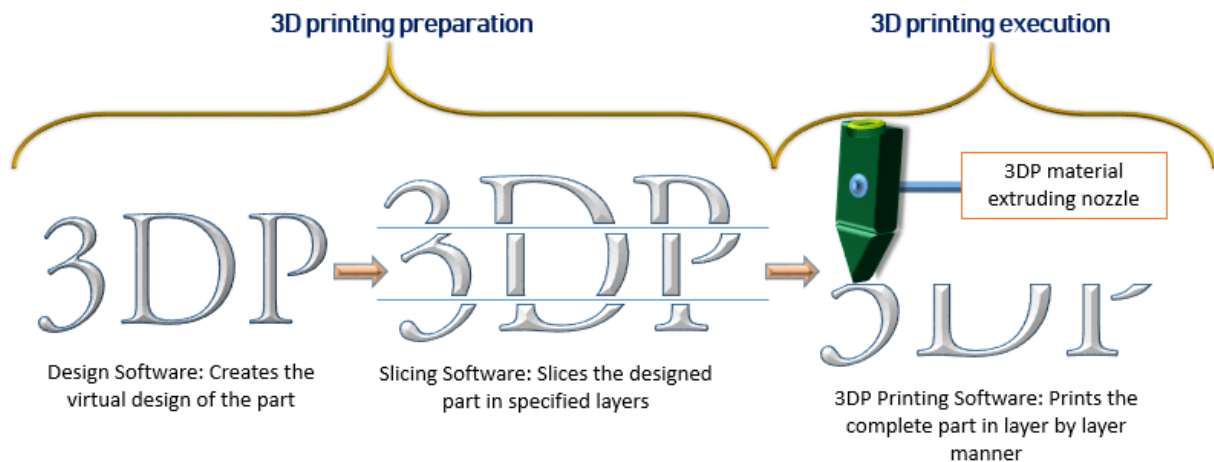 3D printing preparation
3D printing execution
3DP material
extruding nozzle
3DP
3DP
3DP
Design Software: Creates the
virtual design of the part
Slicing Software: Slices the designed
part in specified layers
3DP Printing Software: Prints the
complete part in layer by layer
manner